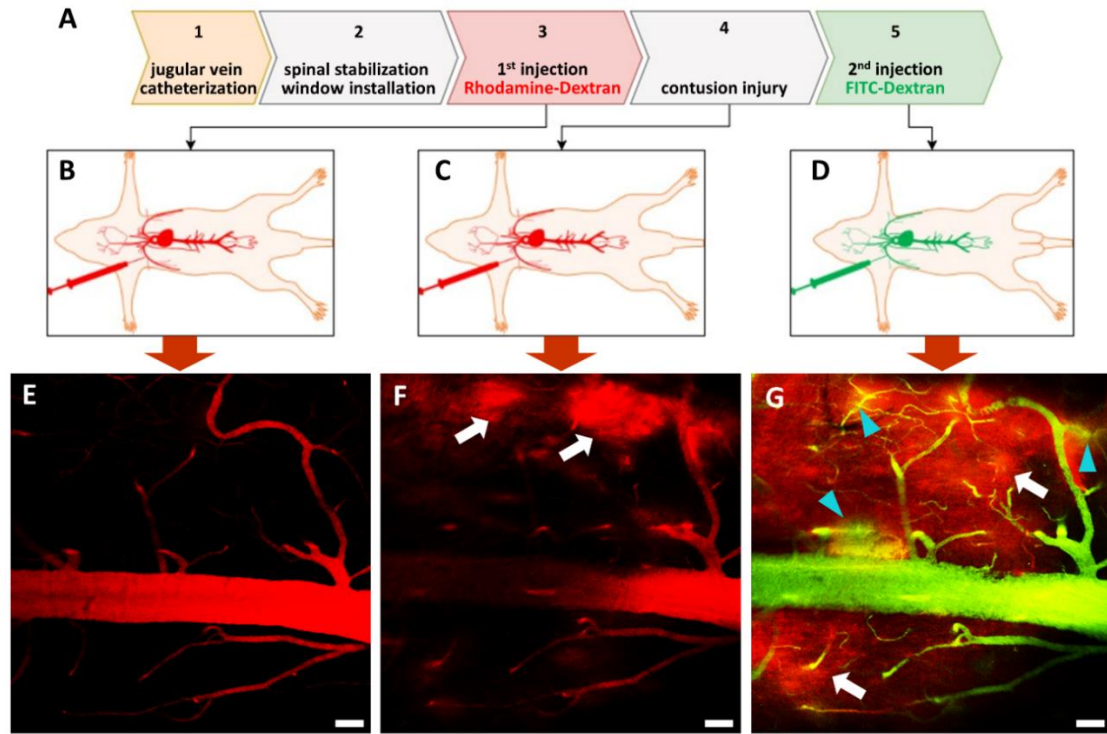 A
1
jugular vein
catheterization
2
spinal stabilization
window installation
3
1st injection
Rhodamine-Dextran
4
contusion injury
5
2nd injection
FITC-Dextran
B
C
D
E
F
G